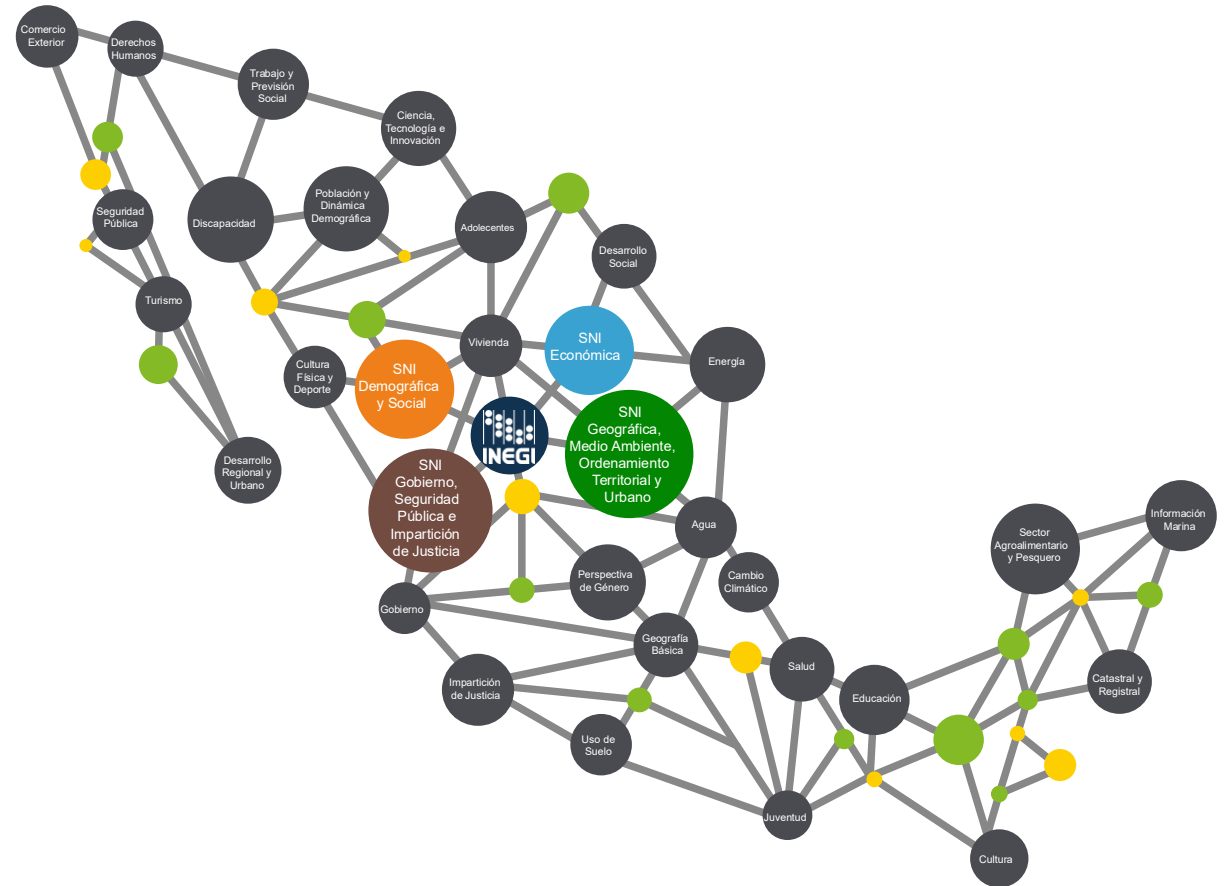 Comercio
Exterior
Derechos
Humanos
Trabajo y
Previsión
Social
Ciencia,
Tecnología e
Innovación
Seguridad
Pública
Discapacidad
Población y
Dinámica
Demográfica
Adolecentes
Desarrollo
Social
Turismo
Vivienda
SNI
Económica
Energía
Cultura
Física y
Deporte
SNI
Demográfica
y Social
INEGI
SNI
Geográfica,
Medio Ambiente,
Ordenamiento
Territorial y
Urbano
Desarrollo
Regional y
Urbano
SNI
Gobierno,
Seguridad
Pública e
Impartición
de Justicia
Agua
Sector
Agroalimentario
y Pesquero
Información
Marina
Gobierno
Perspectiva
de Género
Cambio
Climático
Geografía
Básica
Salud
Impartición
de Justicia
Educación
Catastral y
Registral
Uso de
Suelo
Juventud
Cultura